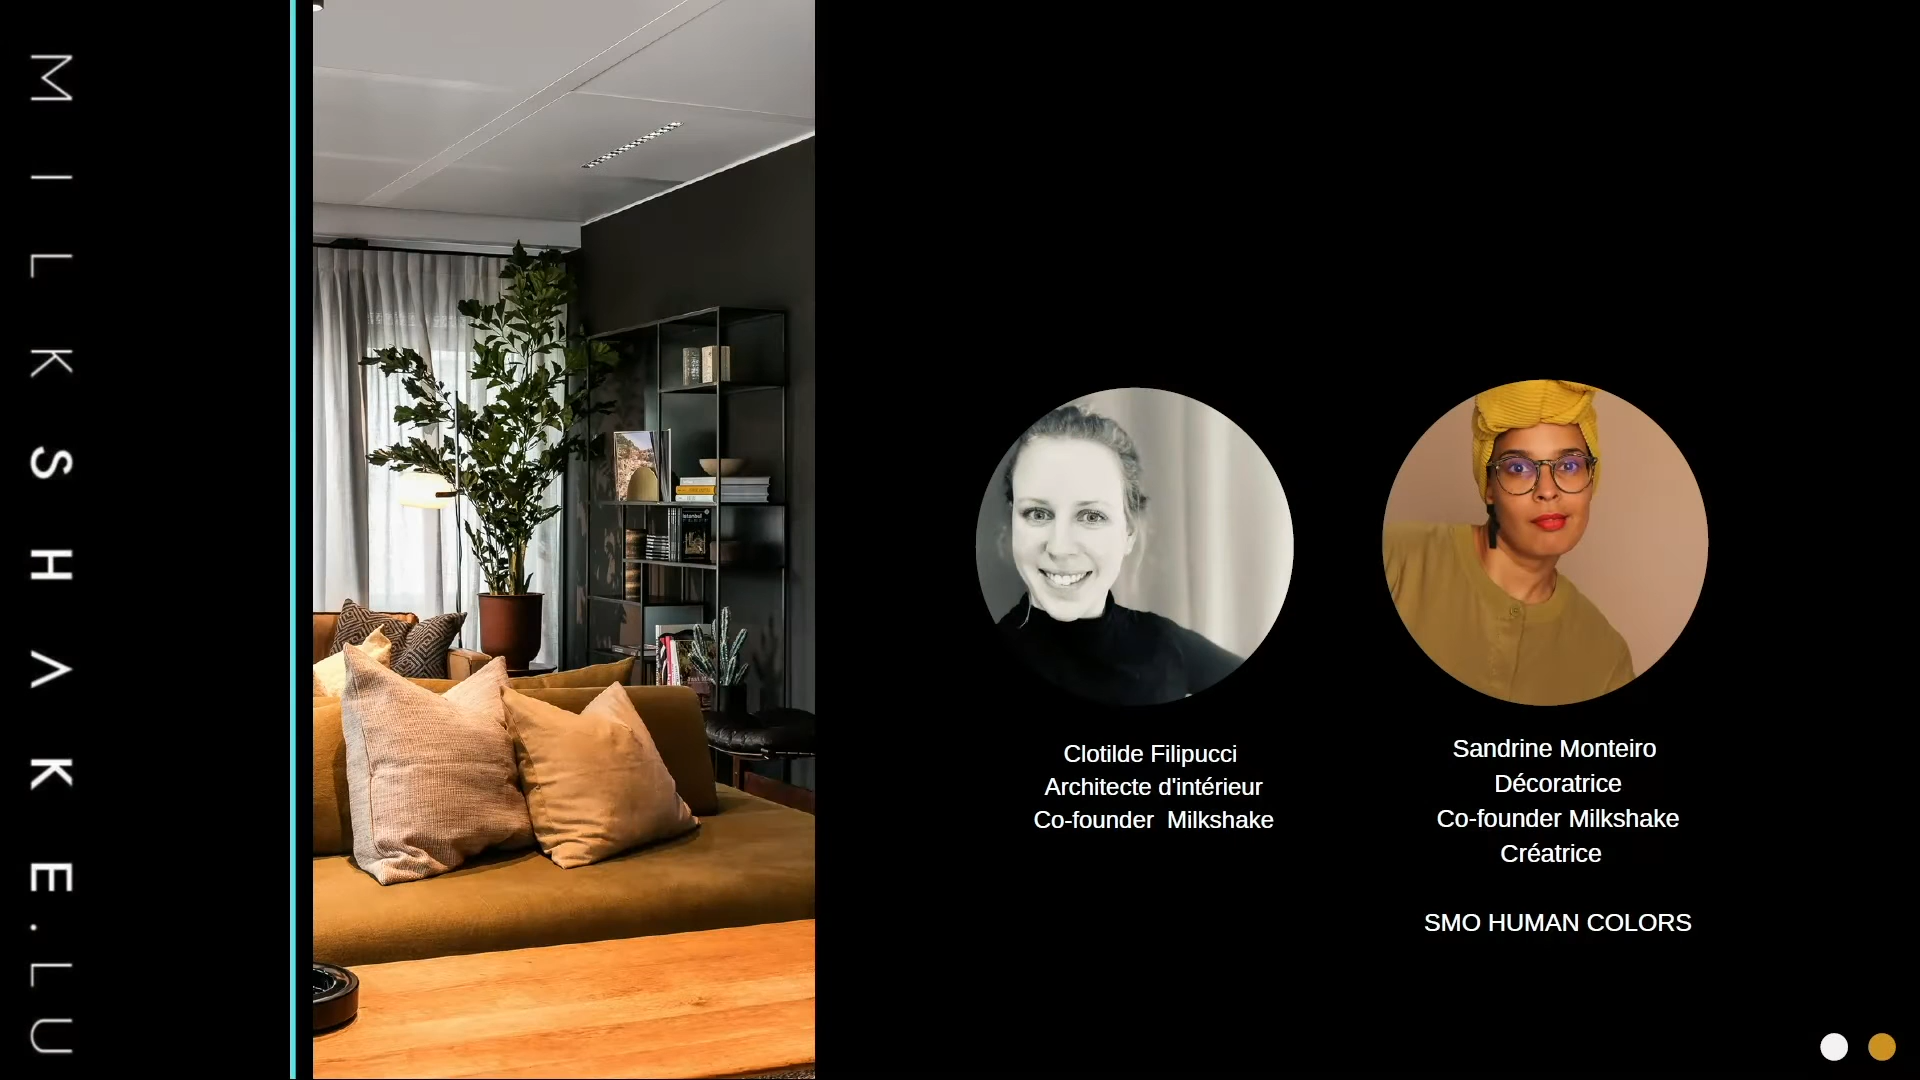 MILKSHAKE.LU
Istanbul
Clotilde Filipucci
Architecte d'intérieur
Co-founder  Milkshake
Sandrine Monteiro
Décoratrice
Co-founder Milkshake
Créatrice
SMO HUMAN COLORS